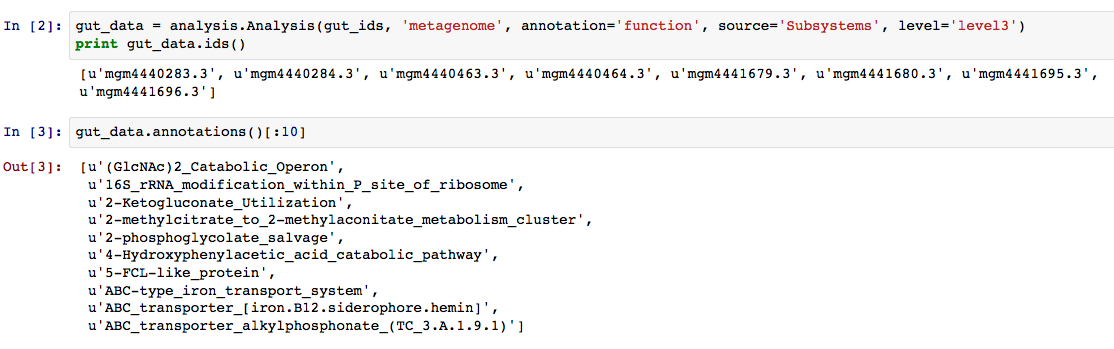 In [2]: gut_data = analysis.Analysis(gut_ids, 'metagenome', annotation='function', source='Subsystems', level='level3')
print gut_data.ids()
[u'mgm4440283.3', u'mgm4440284.3', u'mgm4440463.3', u'mgm4440464.3', u'mgm4441679.3', u'mgm4441680.3', u'mgm4441695.3',
u'mgm4441696.3']
In [3]: gut_data.annotations()[:10]
Out[3]: [u'(GlcNAc)2_Catabolic_Operon',
u'16S_rRNA_modification_within_P_site_of_ribosome',
u'2-Ketogluconate_Utilization',
u'2-methylcitrate_to_2-methylaconitate_metabolism_cluster',
u'2-phosphoglycolate_salvage',
u'4-Hydroxyphenylacetic_acid_catabolic_pathway',
u'5-FCL-like_protein',
u'ABC-type_iron_transport_system',
u'ABC_transporter_[iron.B12.siderophore.hemin]',
u'ABC_transporter_alkylphosphonate_(TC_3.A.1.9.1)']